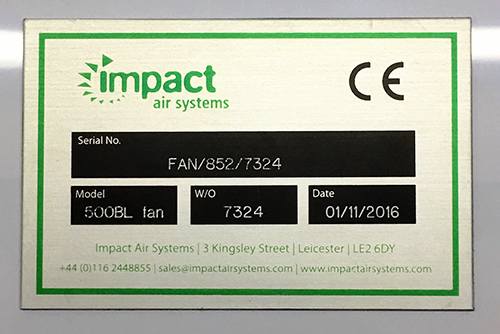 impact
air systems
CE
Serial No.
FAN/852/7324
Model
500BL fan
W/O
7324
Date
01/11/2016
Impact Air Systems | 3 Kingsley Street | Leicester | LE2 6DY
+44 (0)116 2448855 | sales@impactairsystems.com | www.impactairsystems.com